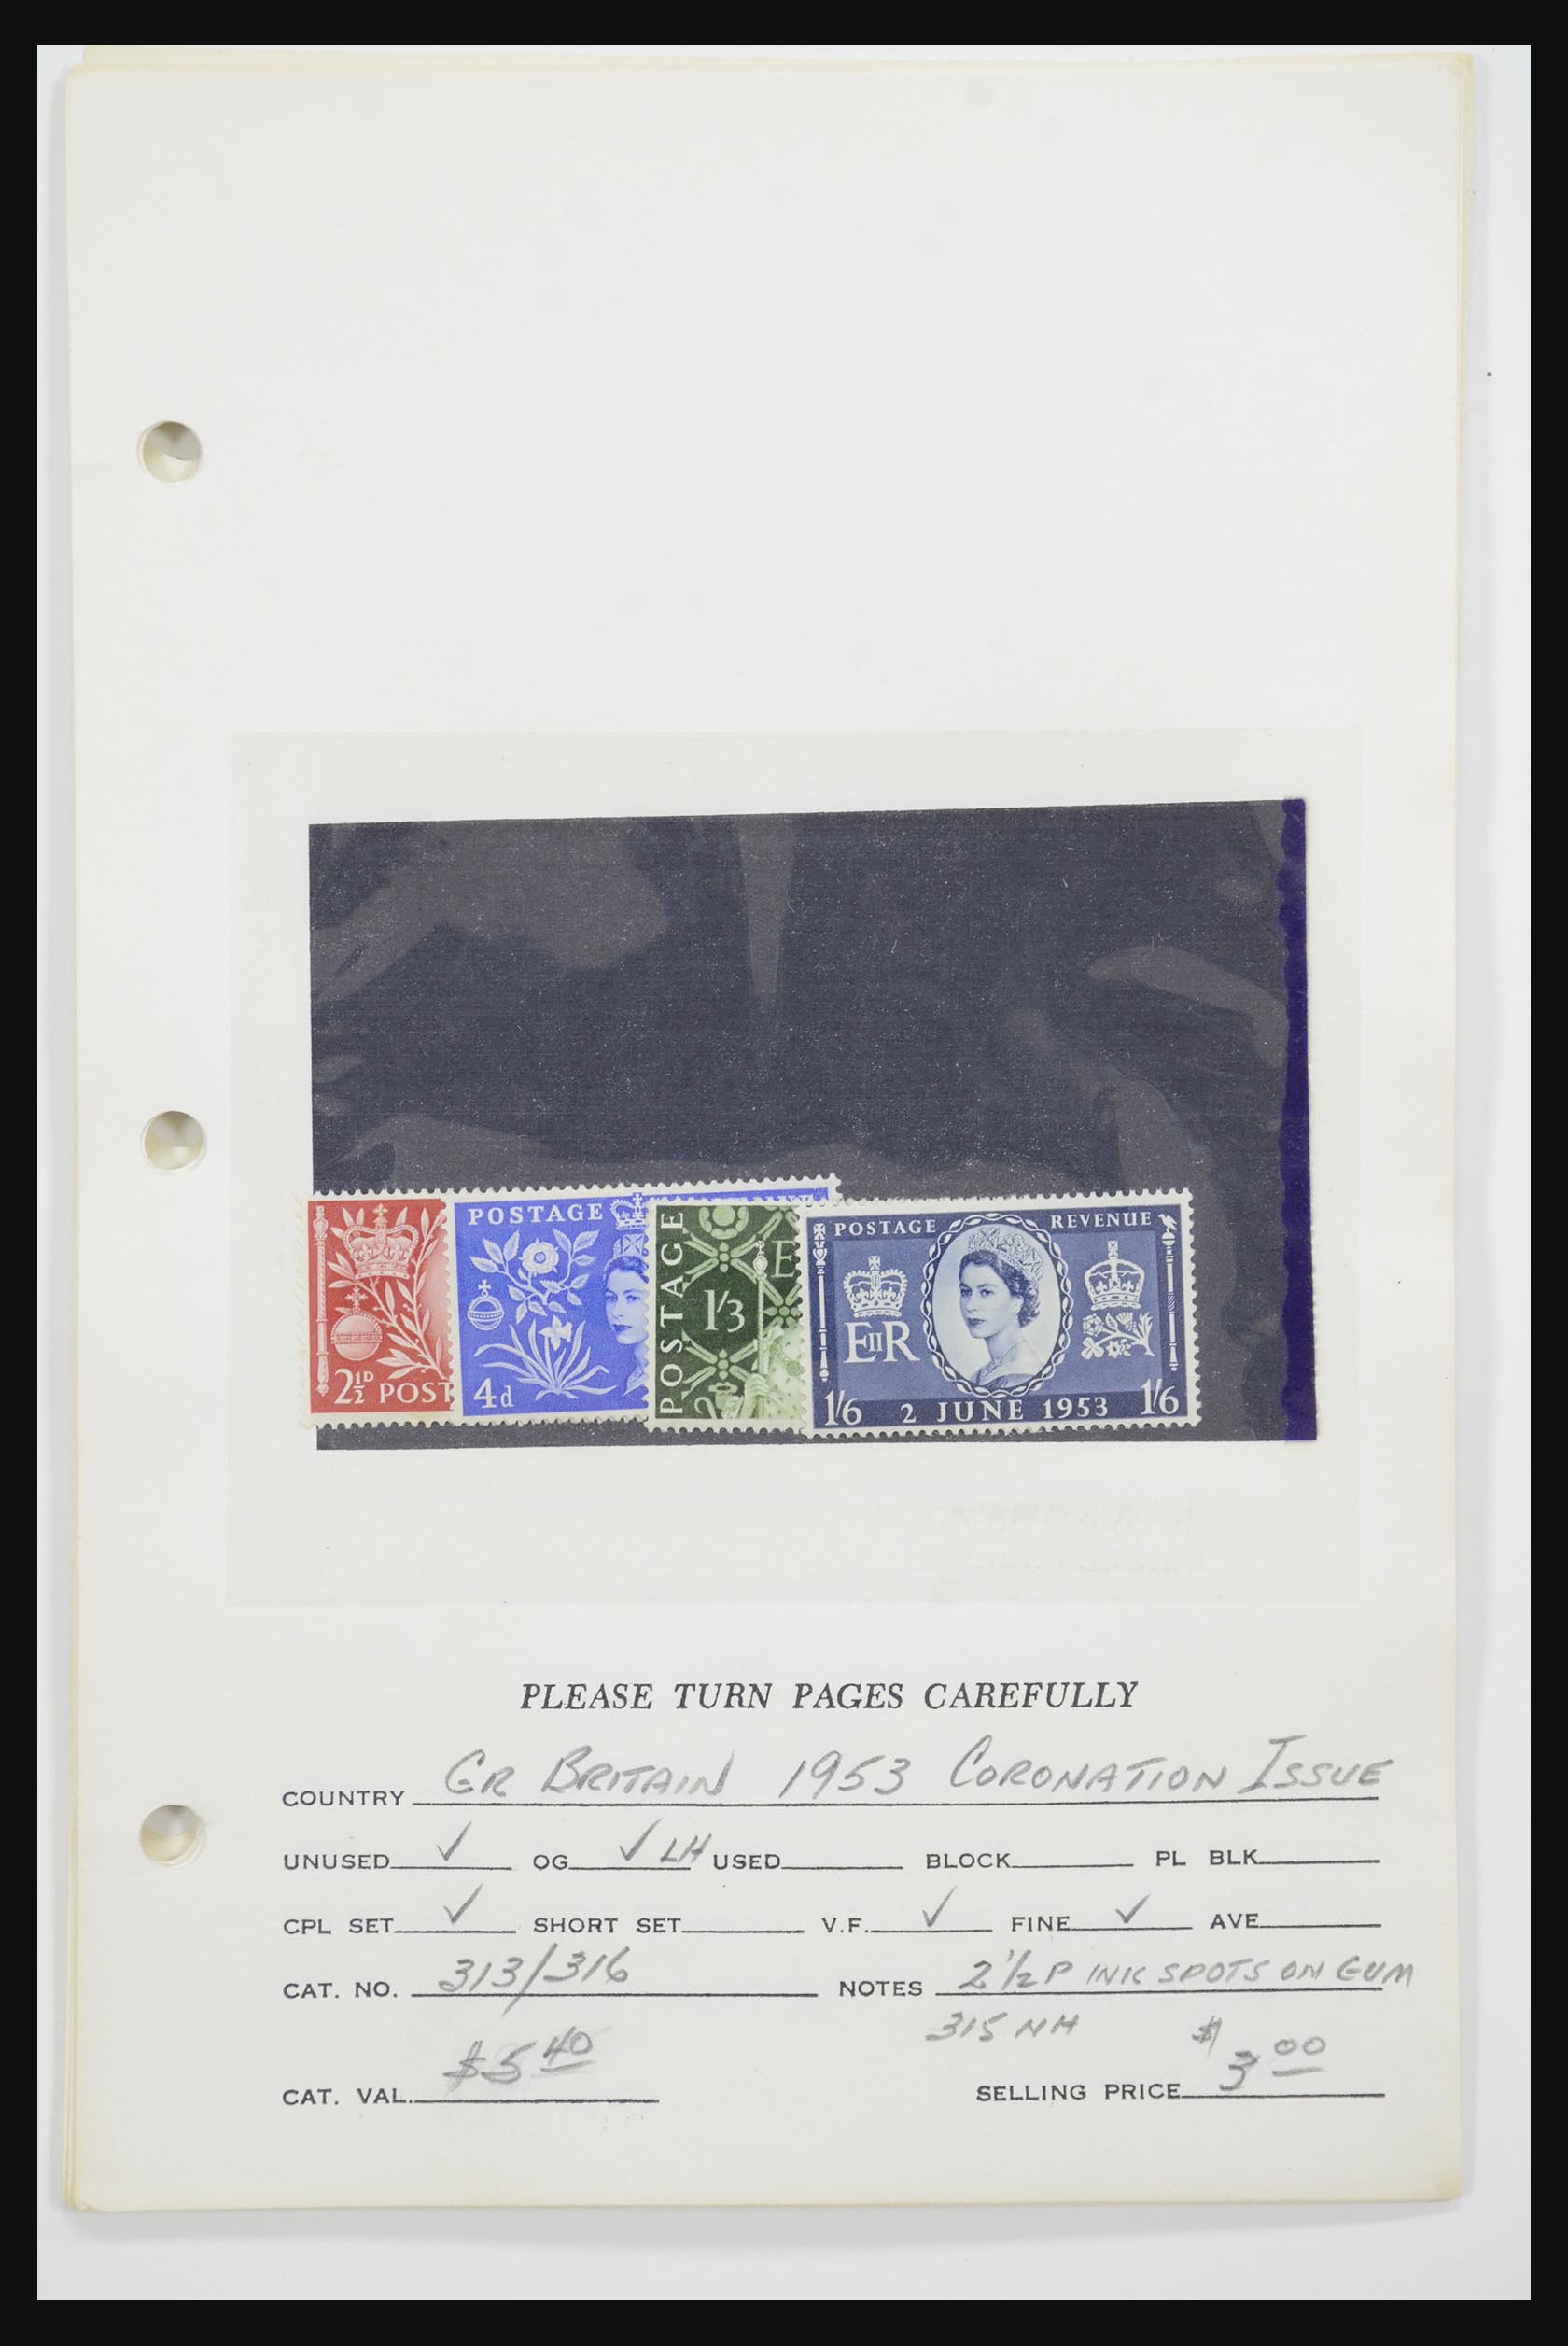 2½D POST
POSTAGE
4d
POSTAGE
1/3
E
POSTAGE REVENUE
EIIR
1/6 2 JUNE 1953 1/6
PLEASE TURN PAGES CAREFULLY
COUNTRY GR BRITAIN 1953 CORONATION ISSUE
UNUSED ✓ OG ✓ LH USED BLOCK PL BLK
CPL SET ✓ SHORT SET V.F. ✓ FINE ✓ AVE
CAT. NO. 313/316 NOTES 2½P INK SPOTS ON GUM
315 NH
CAT. VAL. $5 40 SELLING PRICE $3 00